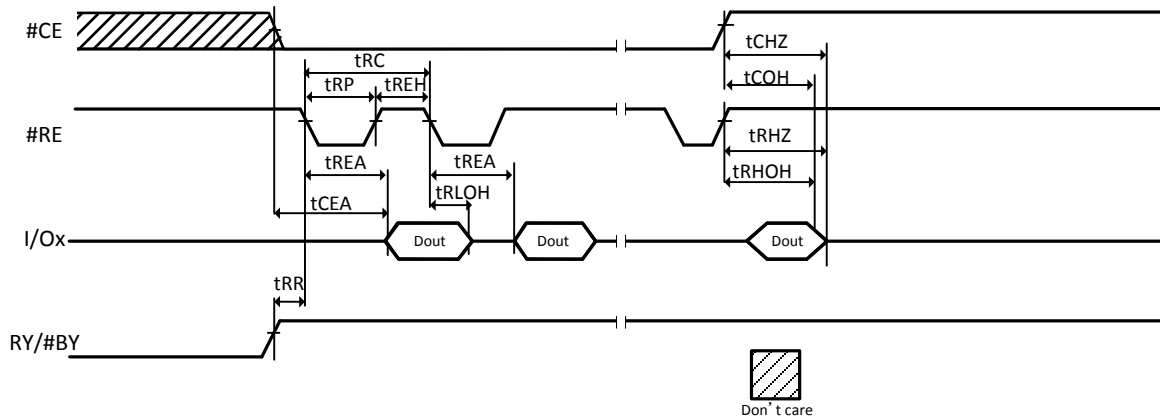 #CE
tCHZ
tRC
tCOH
tRP
tREH
#RE
tRHZ
tREA
tREA
tRHOH
tRLOH
tCEA
I/Ox
Dout
Dout
Dout
tRR
RY/#BY
Don't care